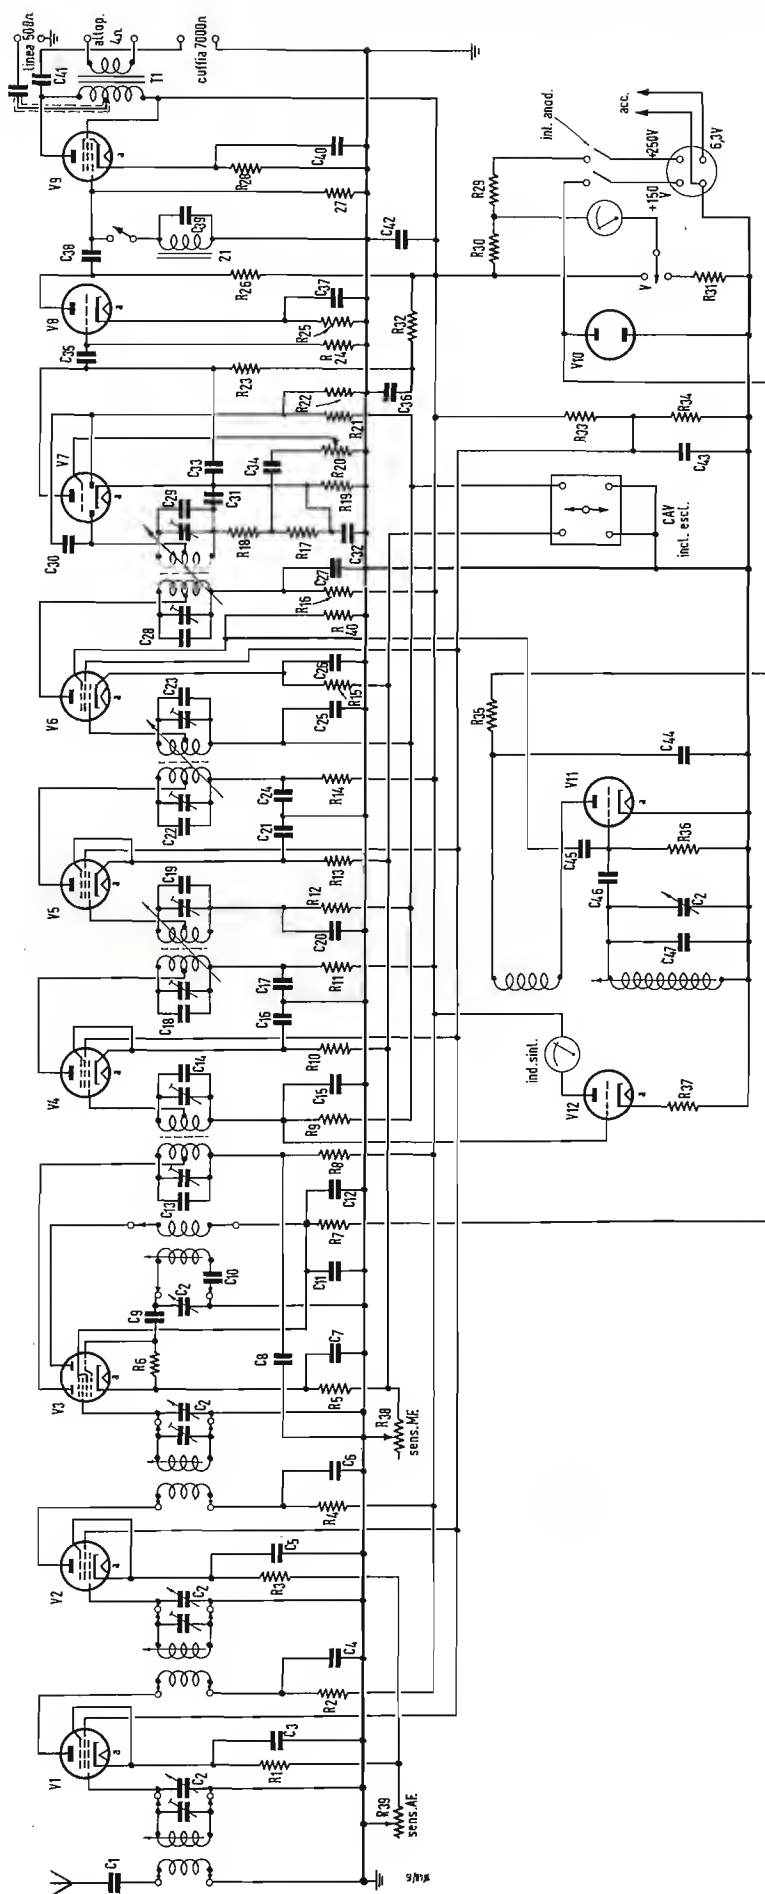 V1
V2
V3
V4
V5
V6
V7
V8
V9
C1
C2
R1
C3
R39
sens.AF.
R2
C4
C2
R3
C5
R4
C6
C2
R5
C7
R38
sens.MF.
R6
C9
C2
C10
C8
C11
R7
C12
R8
C13
C14
R9
C15
R10
C16
C17
R11
C18
C19
C20
R12
R13
C21
C24
R14
C22
C23
C25
R15
C26
R
40
R16
C27
C28
C29
C30
C31
C33
R18
R17
C32
R19
R20
C34
R21
R22
C36
R23
R32
C35
R
24
R25
C37
R26
C38
C39
Z1
C42
27
R28
C40
T1
C41
linea 500Ω
altop.
4Ω
cuffia 7000Ω
V12
ind.sint.
R37
C47
C2
C46
C45
R36
V11
C44
R35
CAV
incl. escl.
C43
R33
R34
V10
V
R31
R30
R29
int. anod.
+150
V
+250V
6,3V
acc.